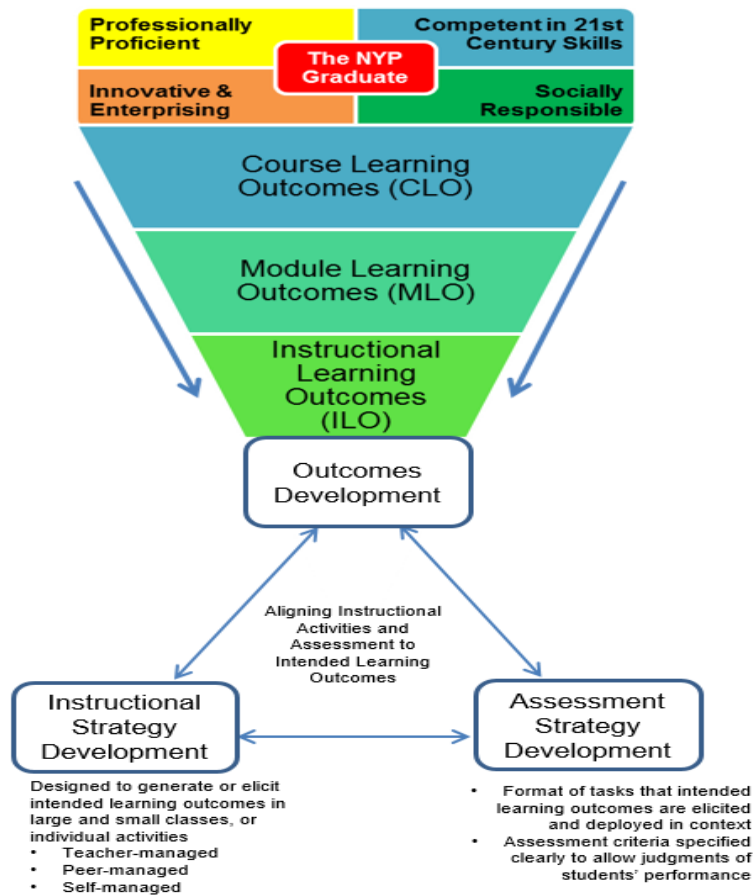 Professionally
Proficient
Competent in 21st
Century Skills
The NYP
Graduate
Innovative &
Enterprising
Socially
Responsible
Course Learning
Outcomes (CLO)
Module Learning
Outcomes (MLO)
Instructional
Learning
Outcomes
(ILO)
Outcomes
Development
Aligning Instructional
Activities and
Assessment to
Intended Learning
Outcomes
Instructional
Strategy
Development
Assessment
Strategy
Development
Designed to generate or elicit
intended learning outcomes in
large and small classes, or
individual activities
• Teacher-managed
• Peer-managed
• Self-managed
• Format of tasks that intended
learning outcomes are elicited
and deployed in context
• Assessment criteria specified
clearly to allow judgments of
students’ performance